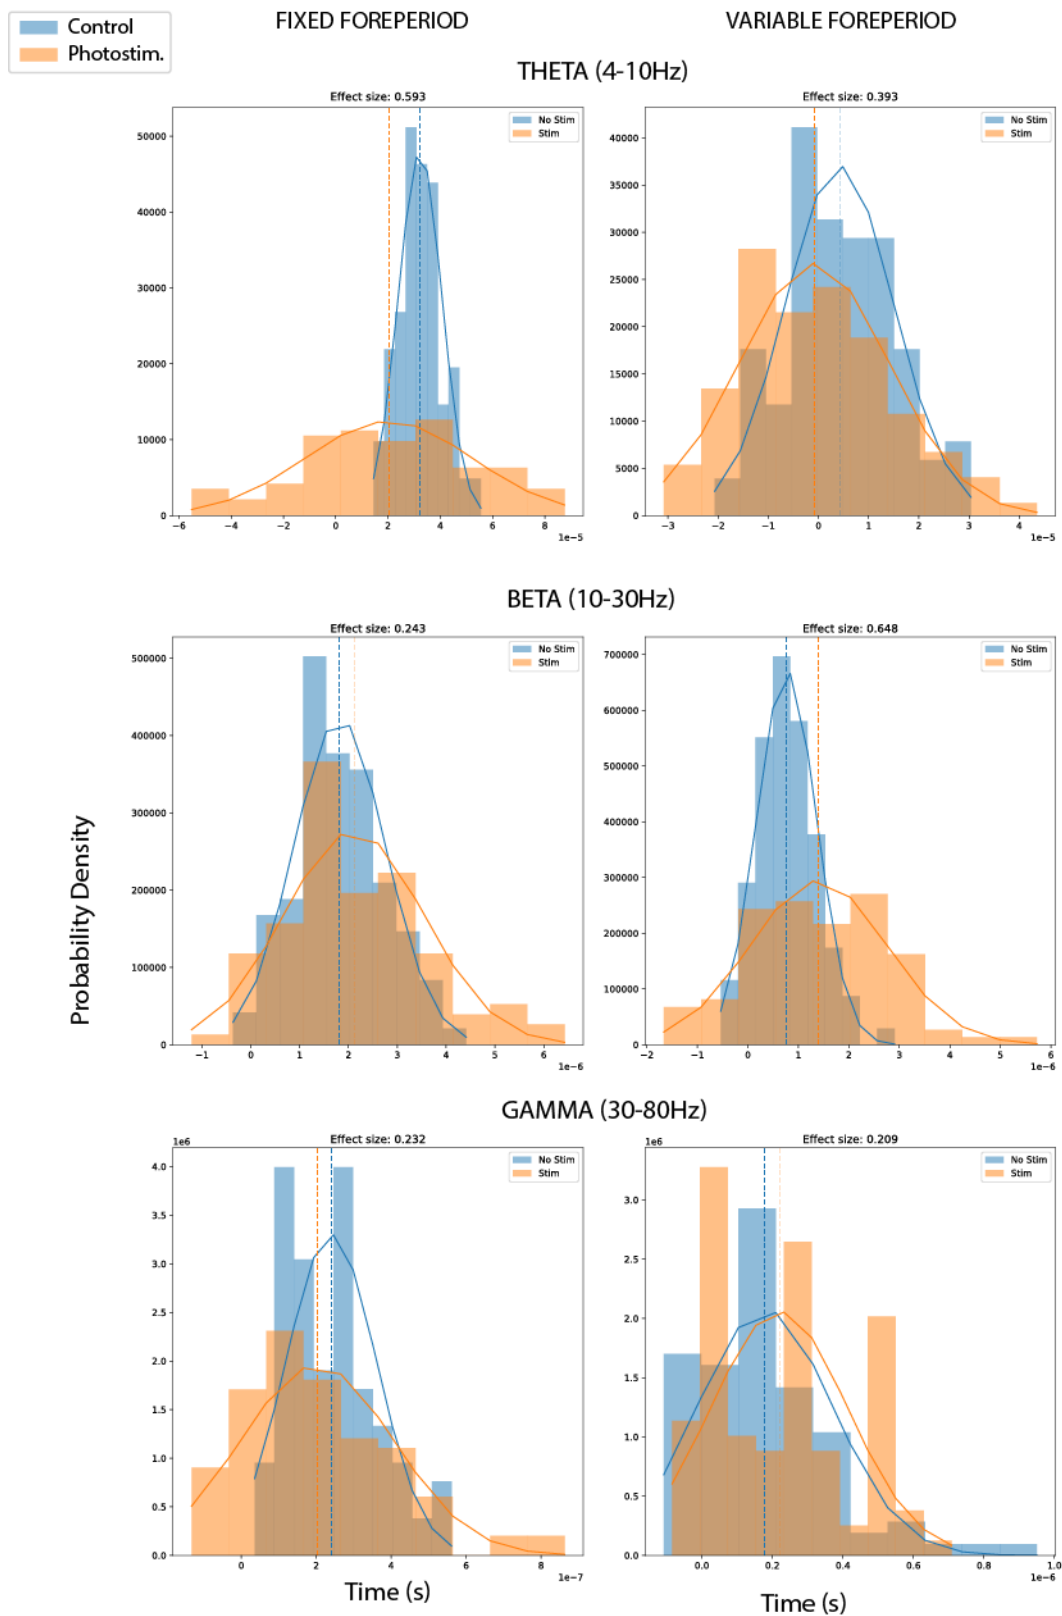 Control
Photostim.
FIXED FOREPERIOD
VARIABLE FOREPERIOD
THETA (4-10Hz)
Effect size: 0.593
No Stim
Stim
50000
40000
30000
20000
10000
0
−6
−4
−2
0
2
4
6
8
1e−5
Effect size: 0.393
No Stim
Stim
40000
35000
30000
25000
20000
15000
10000
5000
0
−3
−2
−1
0
1
2
3
4
1e−5
BETA (10-30Hz)
Probability Density
Effect size: 0.243
No Stim
Stim
500000
400000
300000
200000
100000
0
−1
0
1
2
3
4
5
6
1e−6
Effect size: 0.648
No Stim
Stim
700000
600000
500000
400000
300000
200000
100000
0
−2
−1
0
1
2
3
4
5
6
1e−6
GAMMA (30-80Hz)
1e6
Effect size: 0.232
No Stim
Stim
4.0
3.5
3.0
2.5
2.0
1.5
1.0
0.5
0.0
0
2
4
6
8
1e−7
Time (s)
1e6
Effect size: 0.209
No Stim
Stim
3.0
2.5
2.0
1.5
1.0
0.5
0.0
0.0
0.2
0.4
0.6
0.8
1.0
1e−6
Time (s)